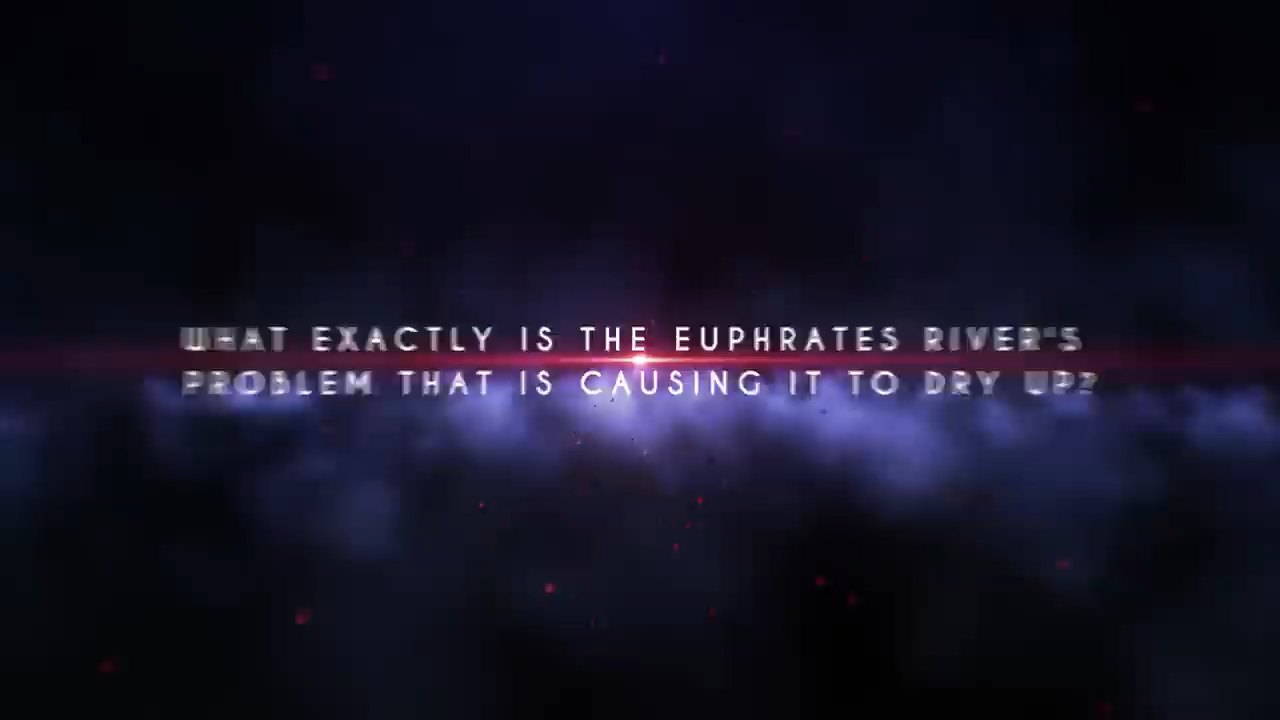 WHAT EXACTLY IS THE EUPHRATES RIVER'S
PROBLEM THAT IS CAUSING IT TO DRY UP?